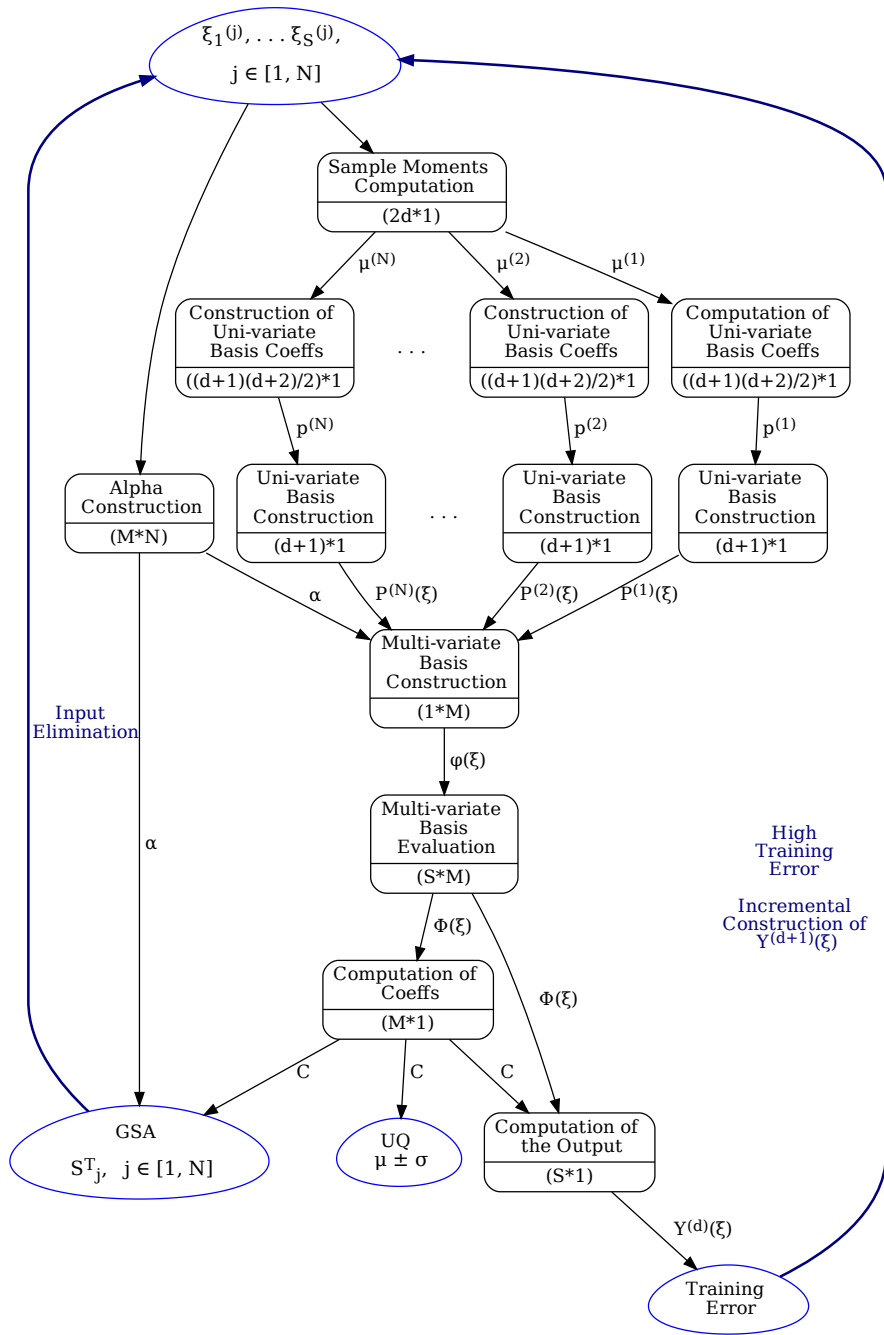 ξ₁⁽ʲ⁾, . . . ξ_S⁽ʲ⁾,
j ∈ [1, N]
Sample Moments
Computation
(2d*1)
μ⁽ᴺ⁾
μ⁽²⁾
μ⁽¹⁾
Construction of
Uni-variate
Basis Coeffs
((d+1)(d+2)/2)*1
. . .
Construction of
Uni-variate
Basis Coeffs
((d+1)(d+2)/2)*1
Computation of
Uni-variate
Basis Coeffs
((d+1)(d+2)/2)*1
p⁽ᴺ⁾
p⁽²⁾
p⁽¹⁾
Alpha
Construction
(M*N)
Uni-variate
Basis
Construction
(d+1)*1
. . .
Uni-variate
Basis
Construction
(d+1)*1
Uni-variate
Basis
Construction
(d+1)*1
α
P⁽ᴺ⁾(ξ)
P⁽²⁾(ξ)
P⁽¹⁾(ξ)
Multi-variate
Basis
Construction
(1*M)
Input
Elimination
φ(ξ)
Multi-variate
Basis
Evaluation
(S*M)
α
High
Training
Error
Incremental
Construction of
Y⁽ᵈ⁺¹⁾(ξ)
Φ(ξ)
Φ(ξ)
Computation of
Coeffs
(M*1)
C
C
C
GSA
Sᵀⱼ, j ∈ [1, N]
UQ
μ ± σ
Computation of
the Output
(S*1)
Y⁽ᵈ⁾(ξ)
Training
Error